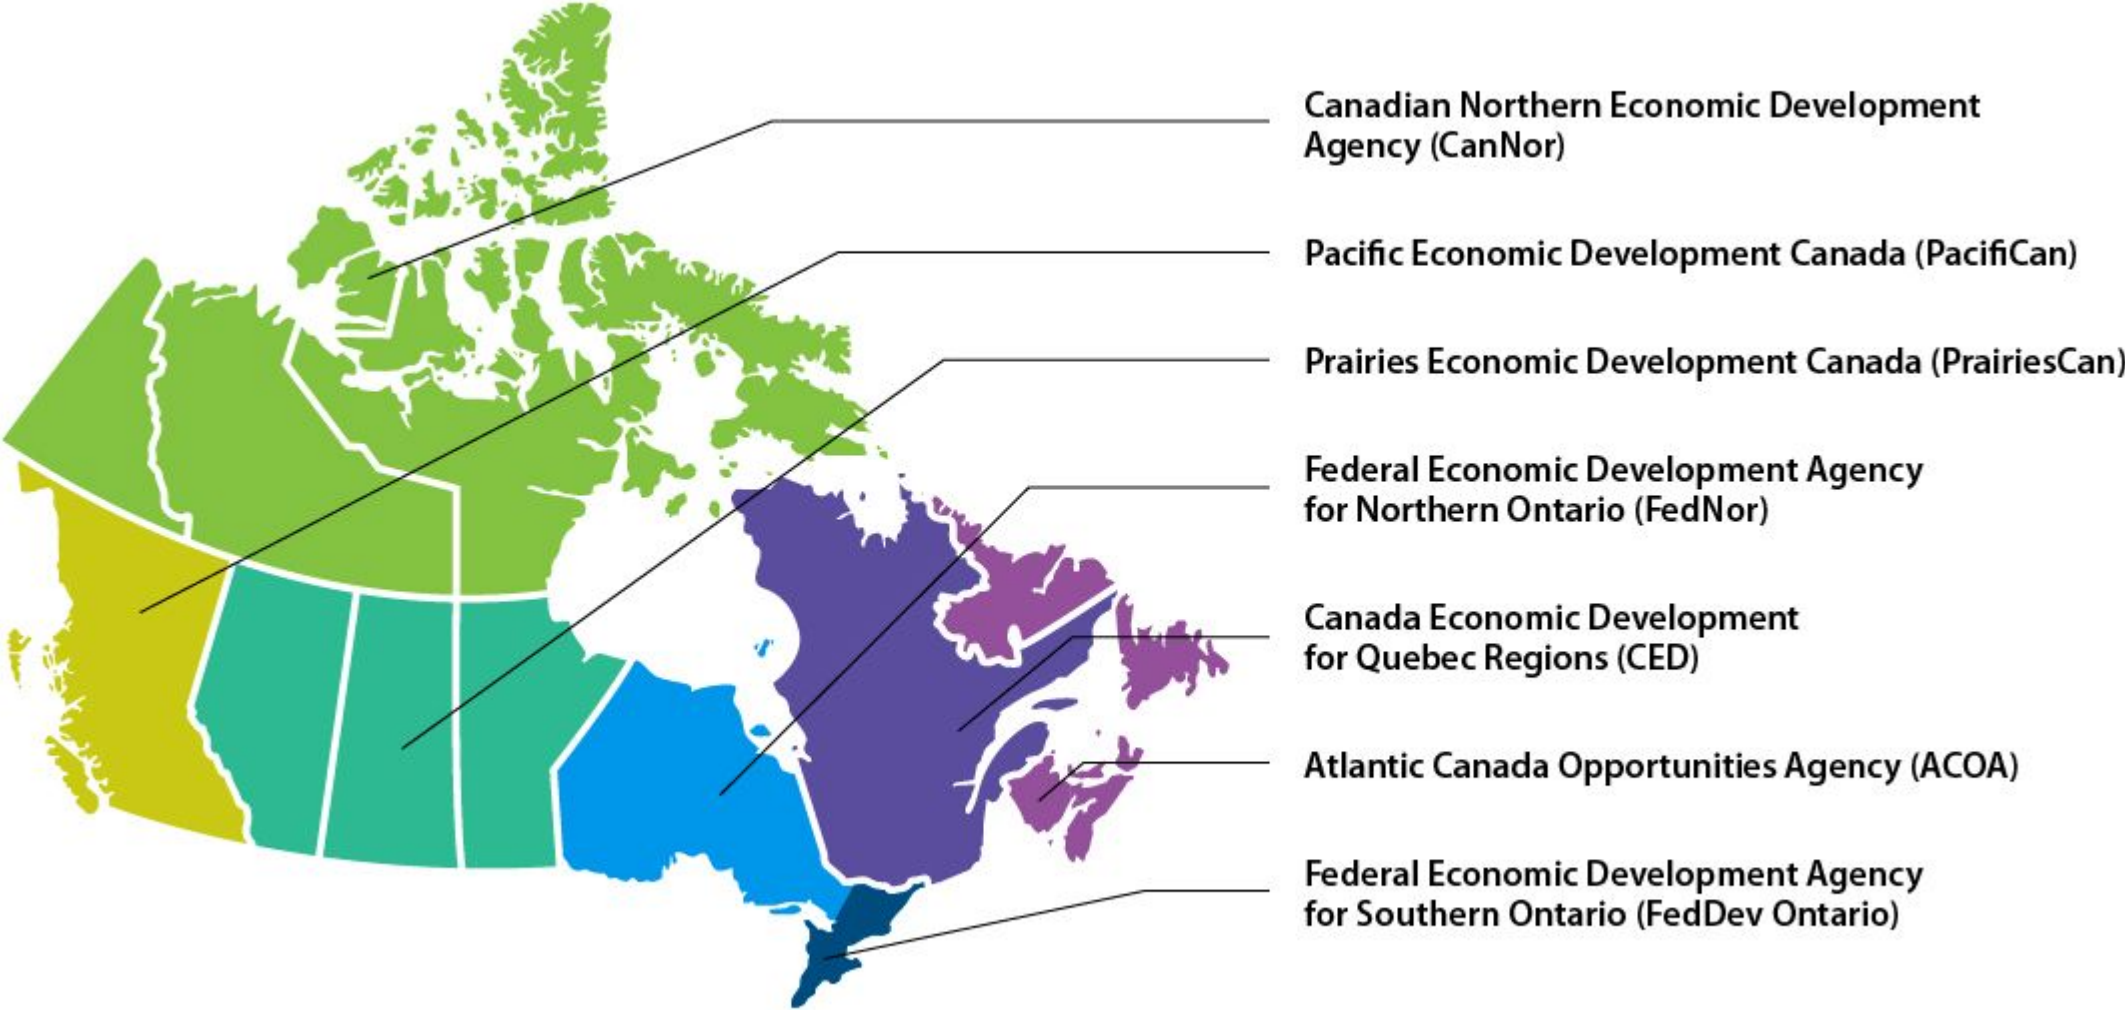 Canadian Northern Economic Development
Agency (CanNor)
Pacific Economic Development Canada (PacifiCan)
Prairies Economic Development Canada (PrairiesCan)
Federal Economic Development Agency
for Northern Ontario (FedNor)
Canada Economic Development
for Quebec Regions (CED)
Atlantic Canada Opportunities Agency (ACOA)
Federal Economic Development Agency
for Southern Ontario (FedDev Ontario)